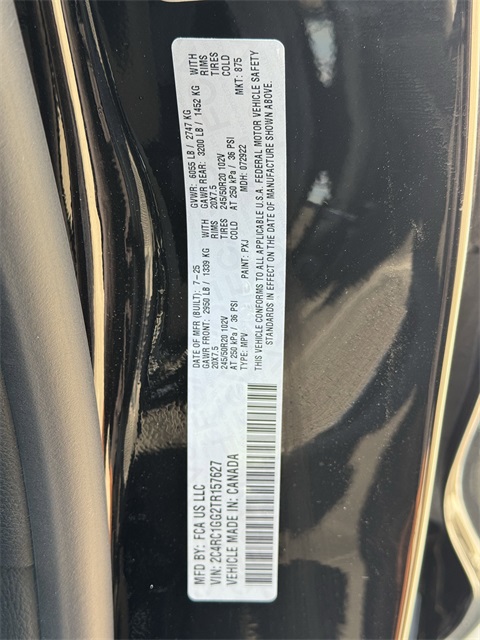 MFD BY: FCA US LLC
VIN: 2C4RC1GG2TR157627
VEHICLE MADE IN: CANADA
DATE OF MFR (BUILT): 7-25
GAWR FRONT: 2950 LB / 1339 KG WITH
20X7.5 RIMS
245/50R20 102V TIRES
AT 250 kPa / 36 PSI COLD
TYPE: MPV PAINT: PXJ
GVWR: 6055 LB / 2747 KG
GAWR REAR: 3200 LB / 1452 KG WITH
20X7.5 RIMS
245/50R20 102V TIRES
AT 250 kPa / 36 PSI COLD
MDH: 072922 MKT: 875
THIS VEHICLE CONFORMS TO ALL APPLICABLE U.S.A. FEDERAL MOTOR VEHICLE SAFETY
STANDARDS IN EFFECT ON THE DATE OF MANUFACTURE SHOWN ABOVE.